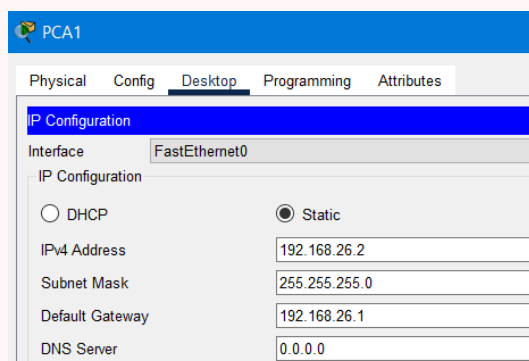 PCA1
Physical Config Desktop Programming Attributes
IP Configuration
Interface FastEthernet0
IP Configuration
DHCP Static
IPv4 Address 192.168.26.2
Subnet Mask 255.255.255.0
Default Gateway 192.168.26.1
DNS Server 0.0.0.0